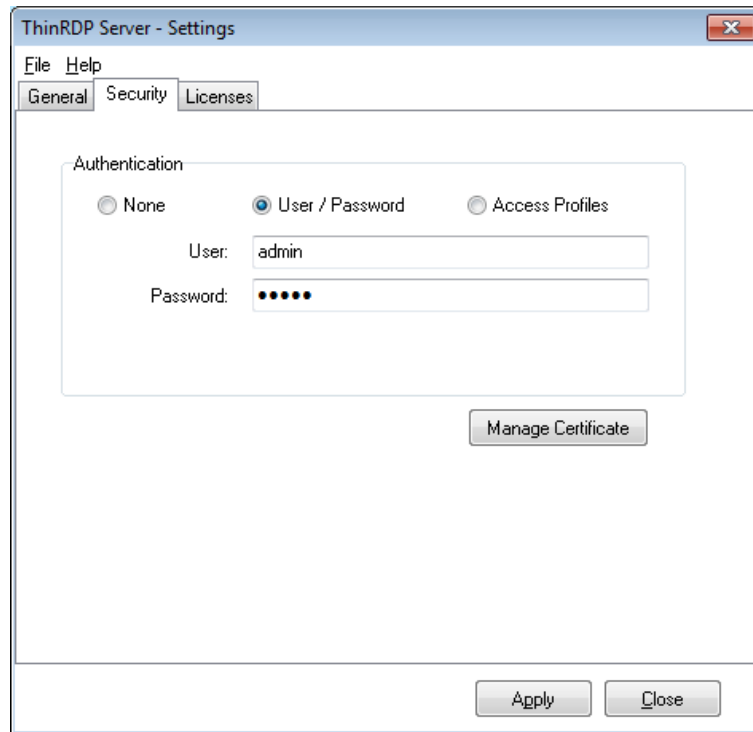 ThinRDP Server - Settings
File Help
General Security Licenses
Authentication
None User / Password Access Profiles
User: admin
Password: •••••
Manage Certificate
Apply Close